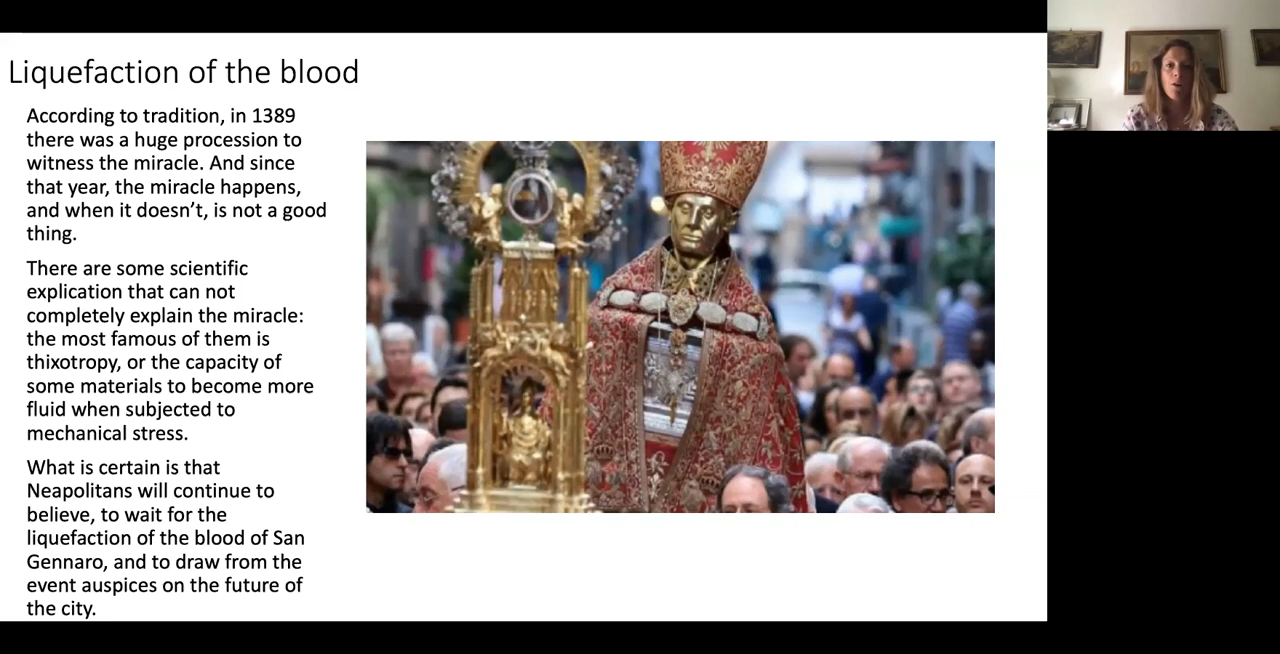 Liquefaction of the blood
According to tradition, in 1389
there was a huge procession to
witness the miracle. And since
that year, the miracle happens,
and when it doesn’t, is not a good
thing.
There are some scientific
explication that can not
completely explain the miracle:
the most famous of them is
thixotropy, or the capacity of
some materials to become more
fluid when subjected to
mechanical stress.
What is certain is that
Neapolitans will continue to
believe, to wait for the
liquefaction of the blood of San
Gennaro, and to draw from the
event auspices on the future of
the city.